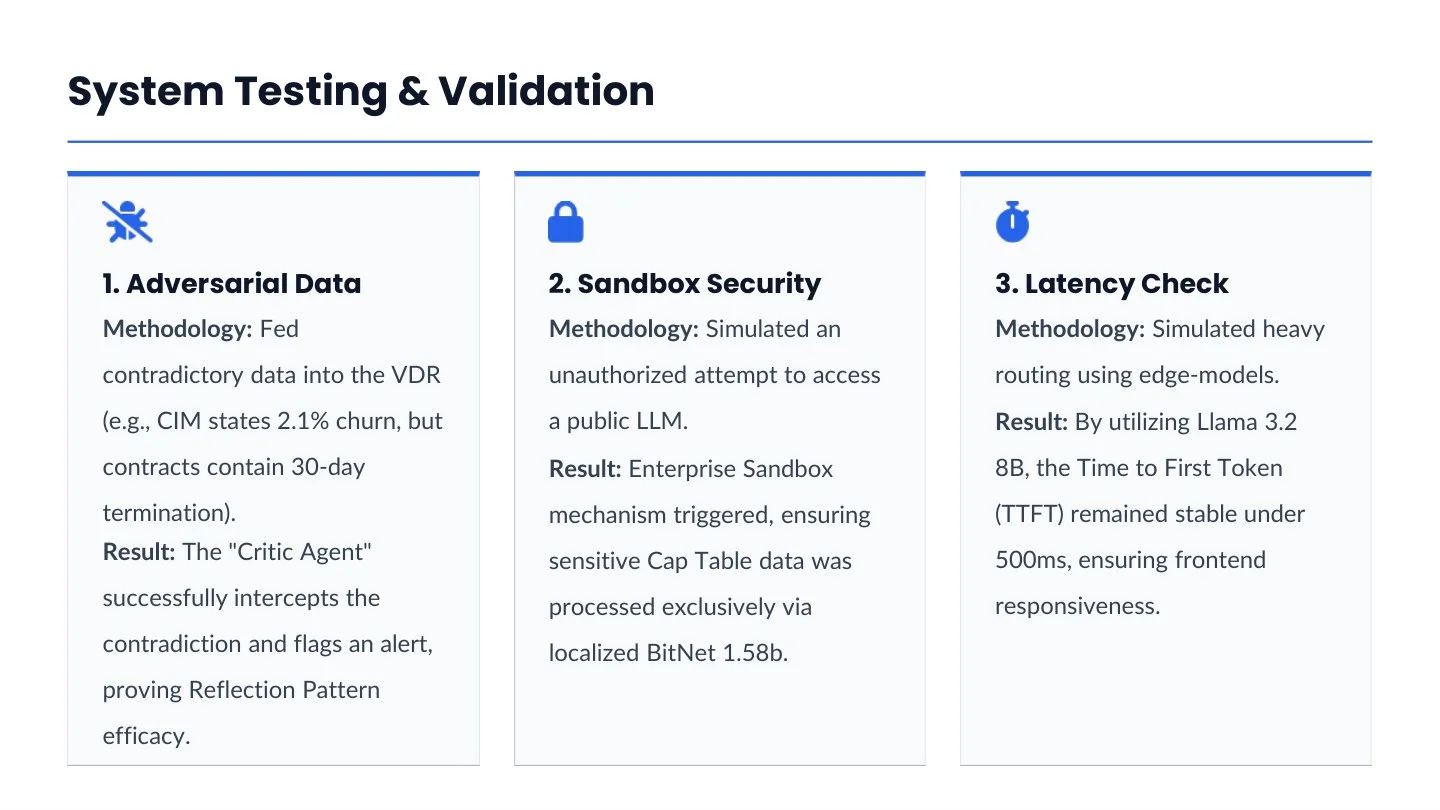 System Testing & Validation
1. Adversarial Data
Methodology: Fed
contradictory data into the VDR
(e.g., CIM states 2.1% churn, but
contracts contain 30-day
termination).
Result: The "Critic Agent"
successfully intercepts the
contradiction and flags an alert,
proving Reflection Pattern
efficacy.
2. Sandbox Security
Methodology: Simulated an
unauthorized attempt to access
a public LLM.
Result: Enterprise Sandbox
mechanism triggered, ensuring
sensitive Cap Table data was
processed exclusively via
localized BitNet 1.58b.
3. Latency Check
Methodology: Simulated heavy
routing using edge-models.
Result: By utilizing Llama 3.2
8B, the Time to First Token
(TTFT) remained stable under
500ms, ensuring frontend
responsiveness.